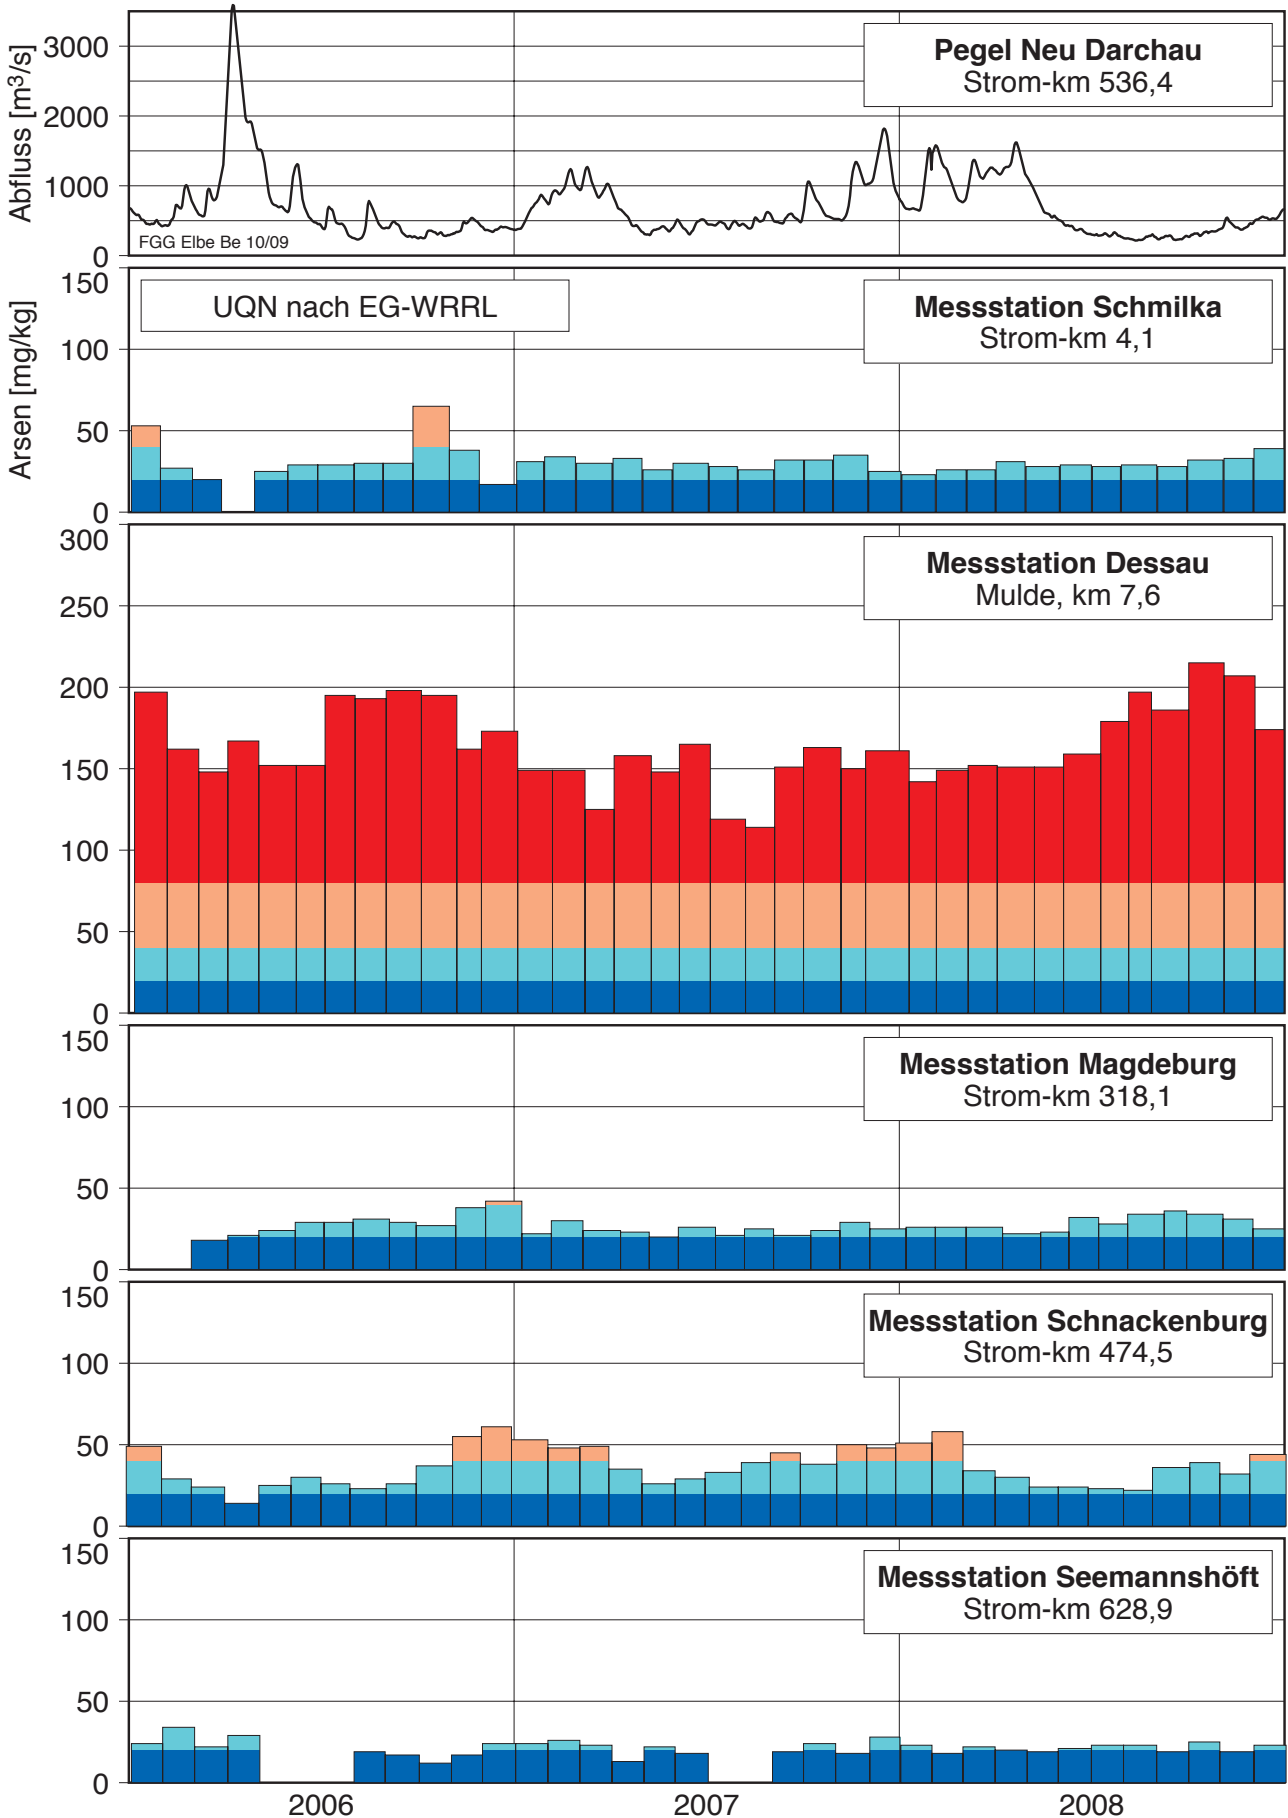 Abfluss [m³/s]
3000
2000
1000
0
Pegel Neu Darchau
Strom-km 536,4
FGG Elbe Be 10/09
Arsen [mg/kg]
150
100
50
0
UQN nach EG-WRRL
Messstation Schmilka
Strom-km 4,1
300
250
200
150
100
50
0
Messstation Dessau
Mulde, km 7,6
150
100
50
0
Messstation Magdeburg
Strom-km 318,1
150
100
50
0
Messstation Schnackenburg
Strom-km 474,5
150
100
50
0
Messstation Seemannshöft
Strom-km 628,9
2006 2007 2008